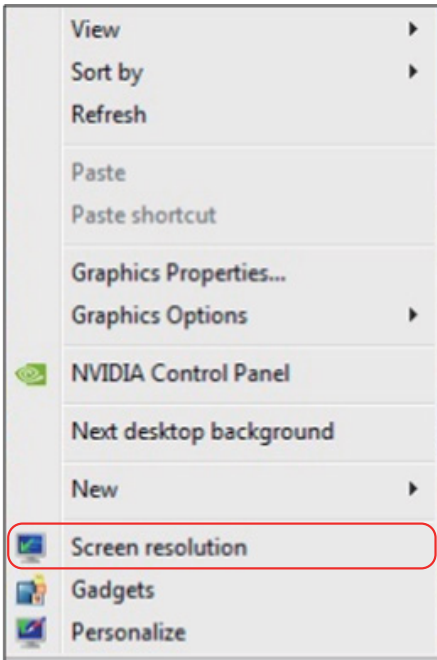 View
Sort by
Refresh
Paste
Paste shortcut
Graphics Properties...
Graphics Options
NVIDIA Control Panel
Next desktop background
New
Screen resolution
Gadgets
Personalize